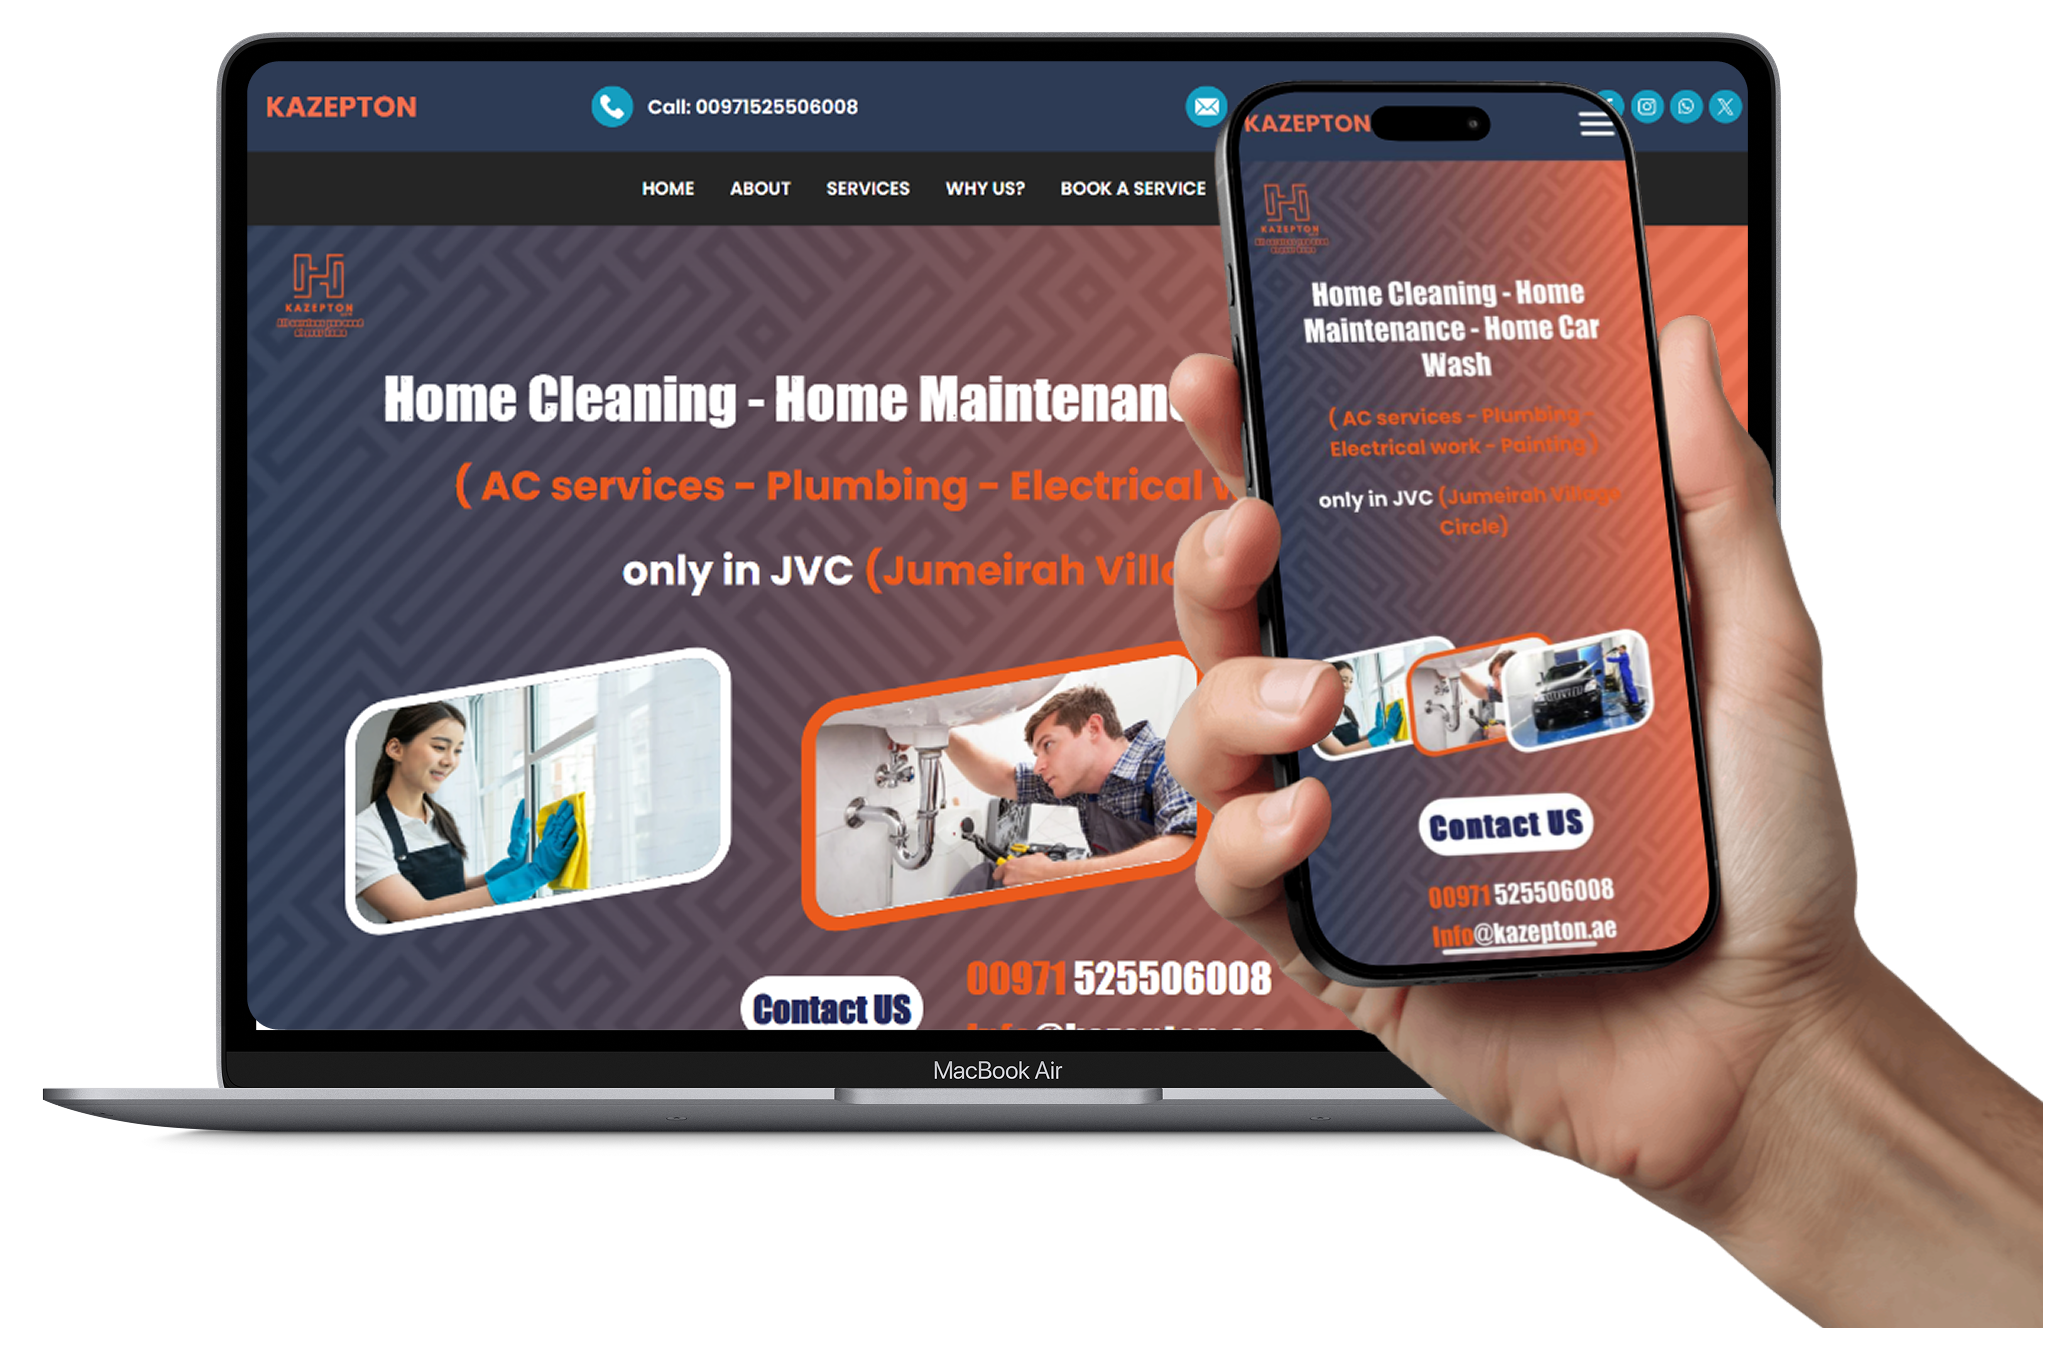 KAZEPTON
Call: 00971525506008
HOME ABOUT SERVICES WHY US? BOOK A SERVICE
KAZEPTON
Home Cleaning - Home Maintenanc
( AC services - Plumbing - Electrical
only in JVC (Jumeirah Villa
Contact US
00971 525506008
MacBook Air
KAZEPTON
KAZEPTON
Home Cleaning - Home
Maintenance - Home Car
Wash
( AC services - Plumbing -
Electrical work - Painting )
only in JVC (Jumeirah Village
Circle)
Contact US
00971 525506008
Info@kazepton.ae